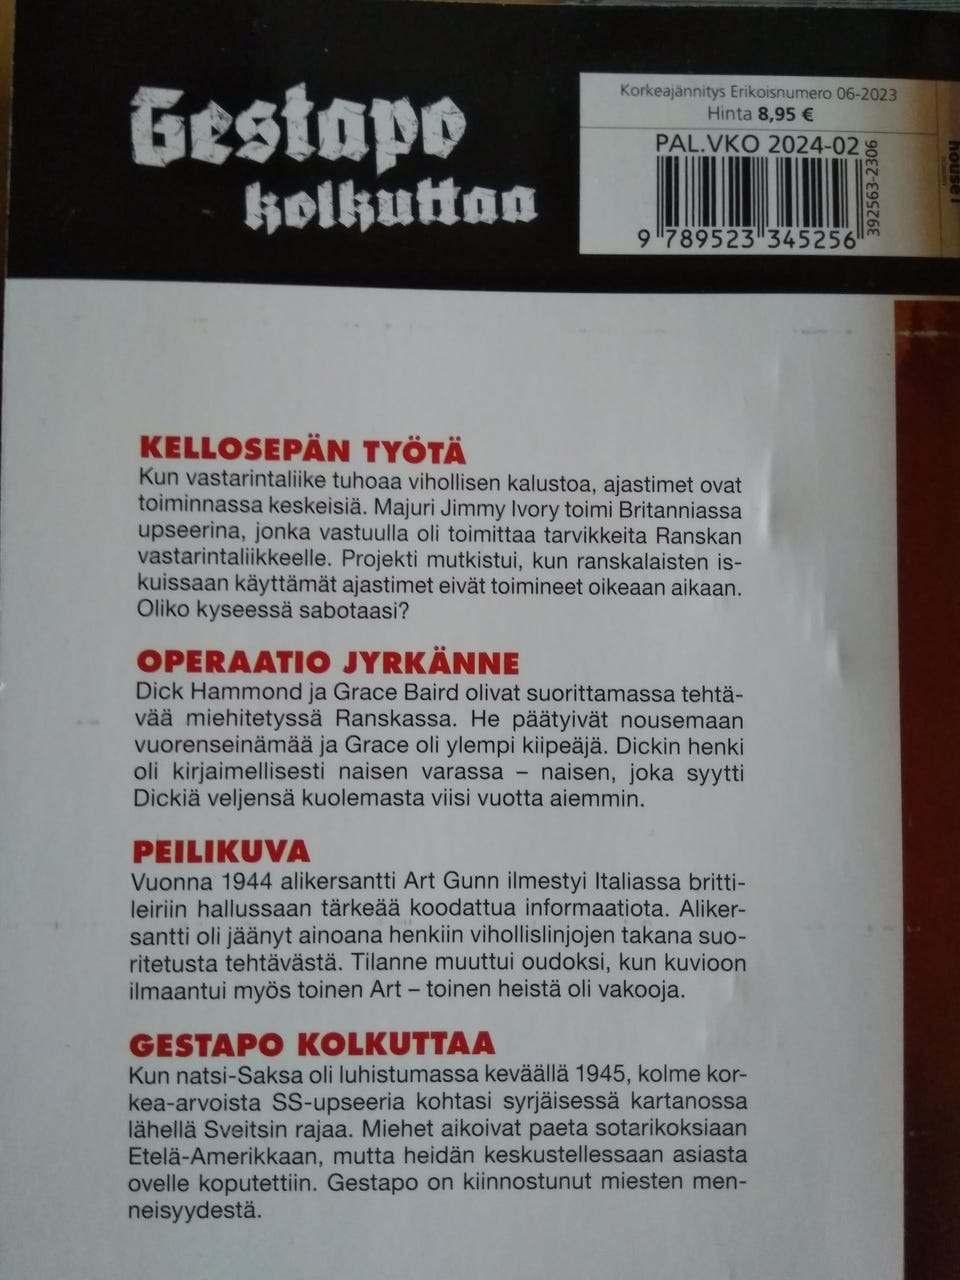 Gestapo
kolkuttaa
Korkeajännitys Erikoisnumero 06-2023
Hinta 8,95 €
PAL.VKO 2024-02
392563-2306
9 789523 345256
KELLOSEPÄN TYÖTÄ
Kun vastarintaliike tuhoaa vihollisen kalustoa, ajastimet ovat
toiminnassa keskeisiä. Majuri Jimmy Ivory toimi Britanniassa
upseerina, jonka vastuulla oli toimittaa tarvikkeita Ranskan
vastarintaliikkeelle. Projekti mutkistui, kun ranskalaisten is-
kuissaan käyttämät ajastimet eivät toimineet oikeaan aikaan.
Oliko kyseessä sabotaasi?
OPERAATIO JYRKÄNNE
Dick Hammond ja Grace Baird olivat suorittamassa tehtä-
vää miehitetyssä Ranskassa. He päätyivät nousemaan
vuorenseinämää ja Grace oli ylempi kiipeäjä. Dickin henki
oli kirjaimellisesti naisen varassa – naisen, joka syytti
Dickiä veljensä kuolemasta viisi vuotta aiemmin.
PEILIKUVA
Vuonna 1944 alikersantti Art Gunn ilmestyi Italiassa britti-
leiriin hallussaan tärkeää koodattua informaatiota. Aliker-
santti oli jäänyt ainoana henkiin vihollislinjojen takana suo-
ritetusta tehtävästä. Tilanne muuttui oudoksi, kun kuvioon
ilmaantui myös toinen Art – toinen heistä oli vakooja.
GESTAPO KOLKUTTAA
Kun natsi-Saksa oli luhistumassa keväällä 1945, kolme kor-
kea-arvoista SS-upseeria kohtasi syrjäisessä kartanossa
lähellä Sveitsin rajaa. Miehet aikoivat paeta sotarikoksiaan
Etelä-Amerikkaan, mutta heidän keskustellessaan asiasta
ovelle koputettiin. Gestapo on kiinnostunut miesten men-
neisyydestä.